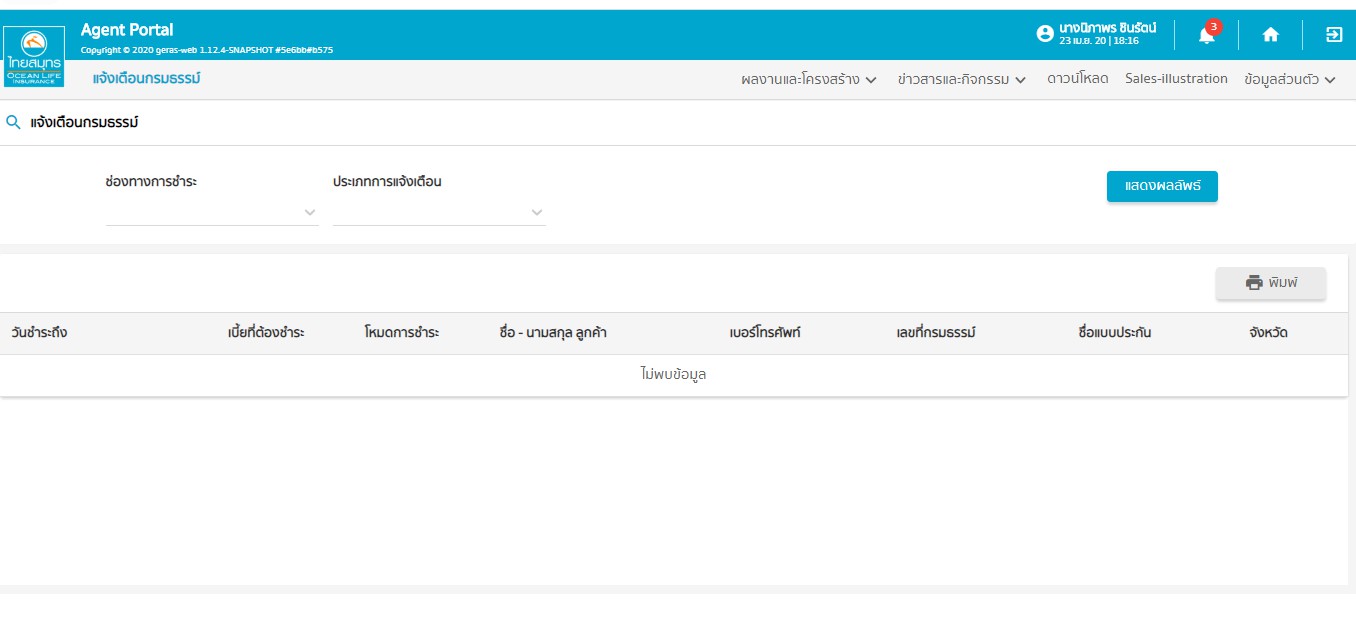 Agent Portal
Copyright © 2020 geras-web 1.12.4-SNAPSHOT #5e6bb#b575
นางนิภาพร ชินรัตน์
23 เม.ย. 20 | 18:16
3
ไทยสมุทร
OCEAN LIFE
INSURANCE
แจ้งเตือนกรมธรรม์
ผลงานและโครงสร้าง ข่าวสารและกิจกรรม ดาวน์โหลด Sales-illustration ข้อมูลส่วนตัว
แจ้งเตือนกรมธรรม์
ช่องทางการชำระ ประเภทการแจ้งเตือน
แสดงผลลัพธ์
พิมพ์
วันชำระถึง เบี้ยที่ต้องชำระ โหมดการชำระ ชื่อ - นามสกุล ลูกค้า เบอร์โทรศัพท์ เลขที่กรมธรรม์ ชื่อแบบประกัน จังหวัด
ไม่พบข้อมูล